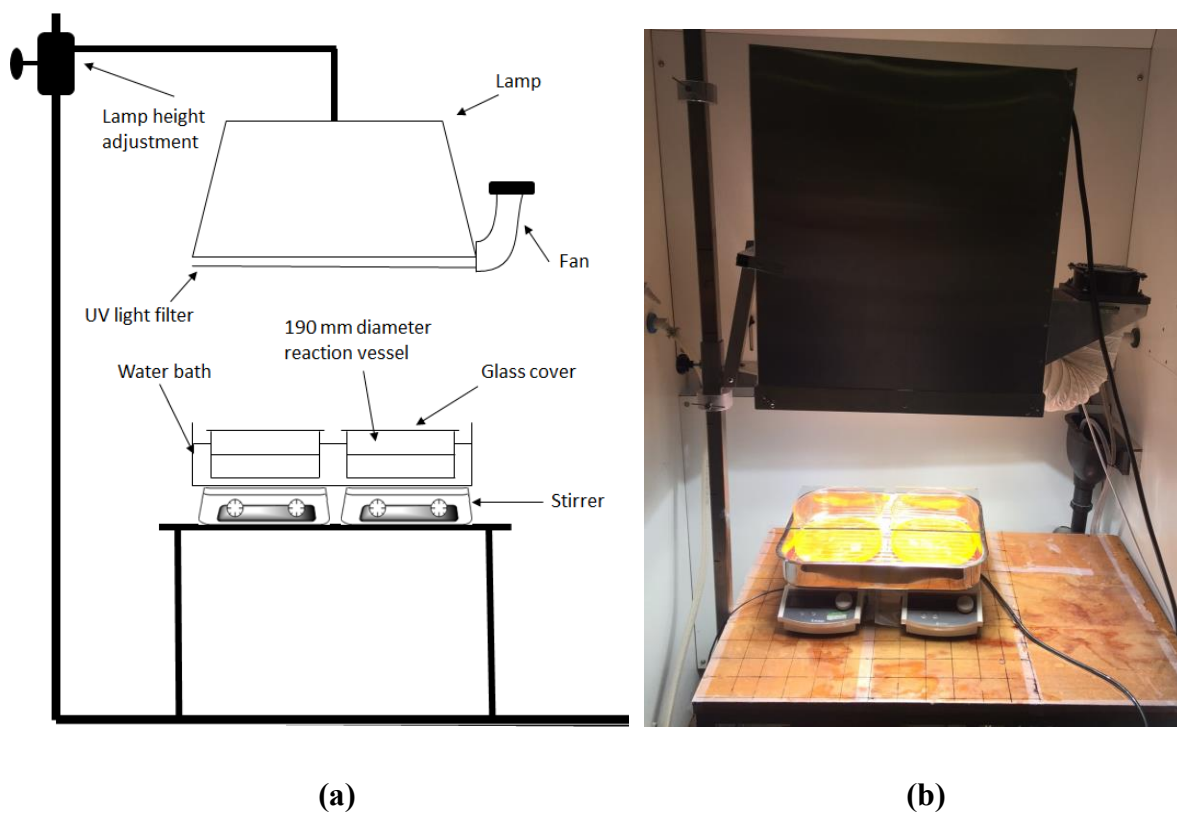 Lamp
Lamp height
adjustment
Fan
UV light filter
190 mm diameter
reaction vessel
Water bath
Glass cover
Stirrer
(a)
(b)